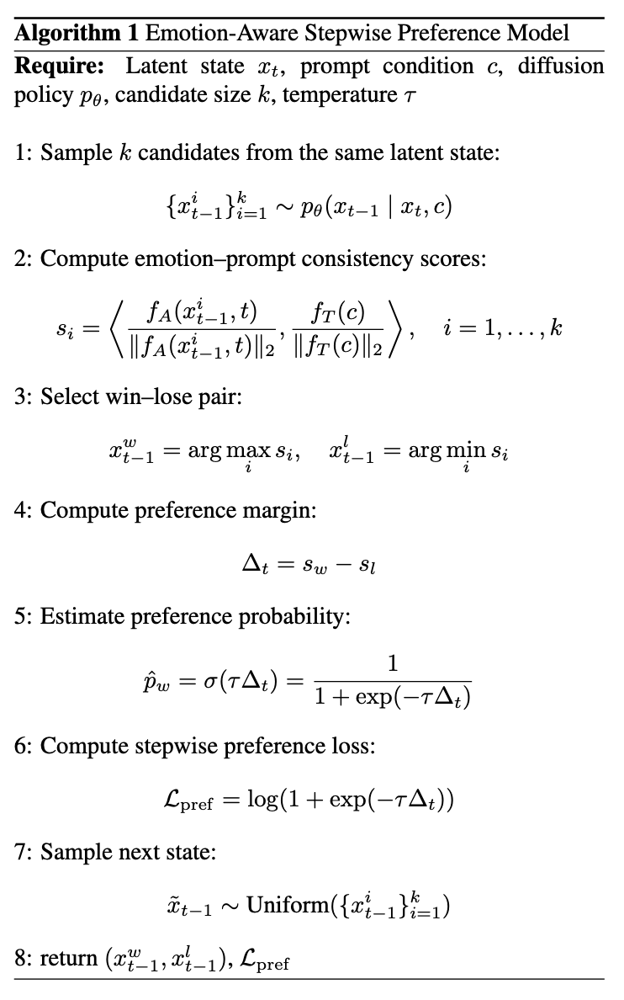 Algorithm 1 Emotion-Aware Stepwise Preference Model
Require: Latent state $x_t$, prompt condition $c$, diffusion
policy $p_\theta$, candidate size $k$, temperature $\tau$
1: Sample $k$ candidates from the same latent state:
$\{x_{t-1}^i\}_{i=1}^k \sim p_\theta(x_{t-1} \mid x_t, c)$
2: Compute emotion–prompt consistency scores:
$s_i = \left\langle \frac{f_A(x_{t-1}^i, t)}{\|f_A(x_{t-1}^i, t)\|_2}, \frac{f_T(c)}{\|f_T(c)\|_2} \right\rangle, \quad i = 1, \ldots, k$
3: Select win–lose pair:
$x_{t-1}^w = \arg\max_i s_i, \quad x_{t-1}^l = \arg\min_i s_i$
4: Compute preference margin:
$\Delta_t = s_w - s_l$
5: Estimate preference probability:
$\hat{p}_w = \sigma(\tau \Delta_t) = \frac{1}{1 + \exp(-\tau \Delta_t)}$
6: Compute stepwise preference loss:
$\mathcal{L}_{\text{pref}} = \log(1 + \exp(-\tau \Delta_t))$
7: Sample next state:
$\tilde{x}_{t-1} \sim \text{Uniform}(\{x_{t-1}^i\}_{i=1}^k)$
8: return $(x_{t-1}^w, x_{t-1}^l)$, $\mathcal{L}_{\text{pref}}$